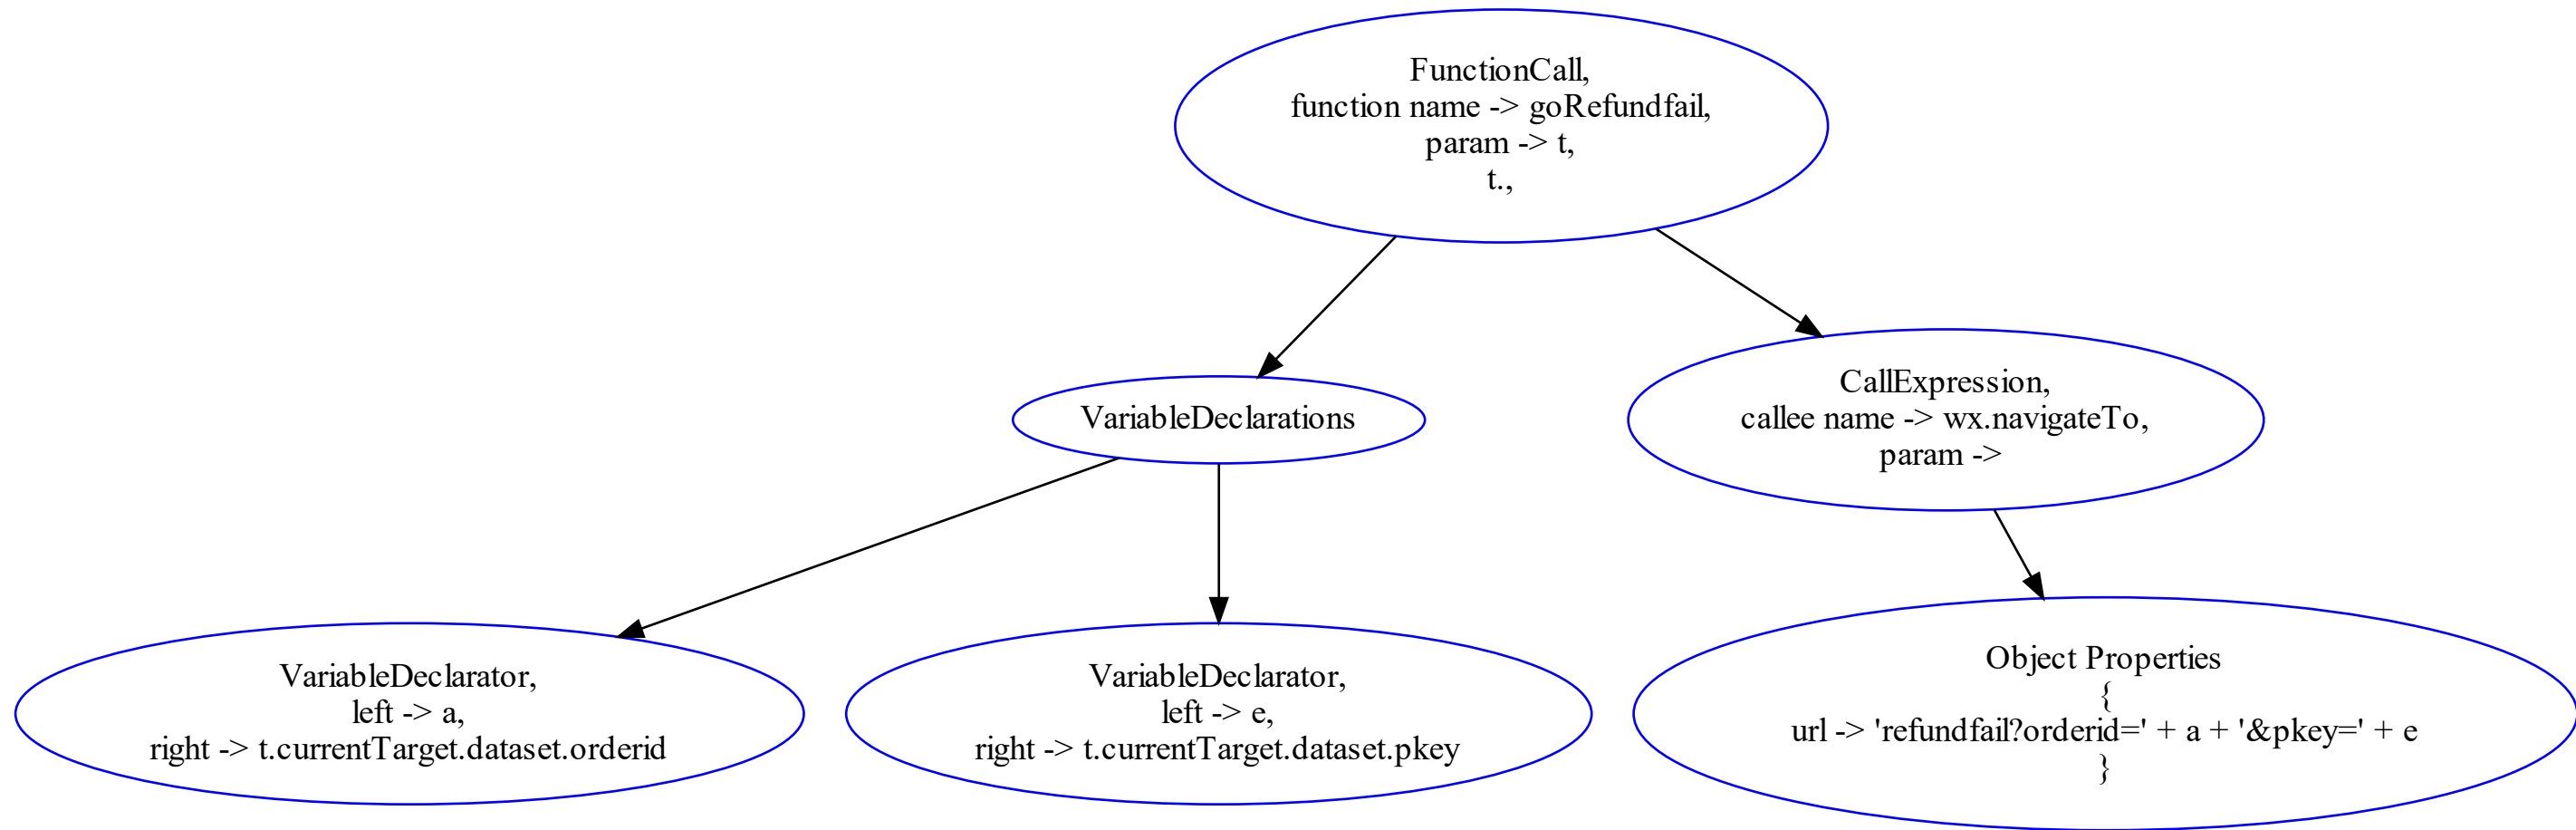 FunctionCall,
function name -> goRefundfail,
param -> t,
t.,
VariableDeclarations
CallExpression,
callee name -> wx.navigateTo,
param ->
VariableDeclarator,
left -> a,
right -> t.currentTarget.dataset.orderid
VariableDeclarator,
left -> e,
right -> t.currentTarget.dataset.pkey
Object Properties
{
url -> 'refundfail?orderid=' + a + '&pkey=' + e
}